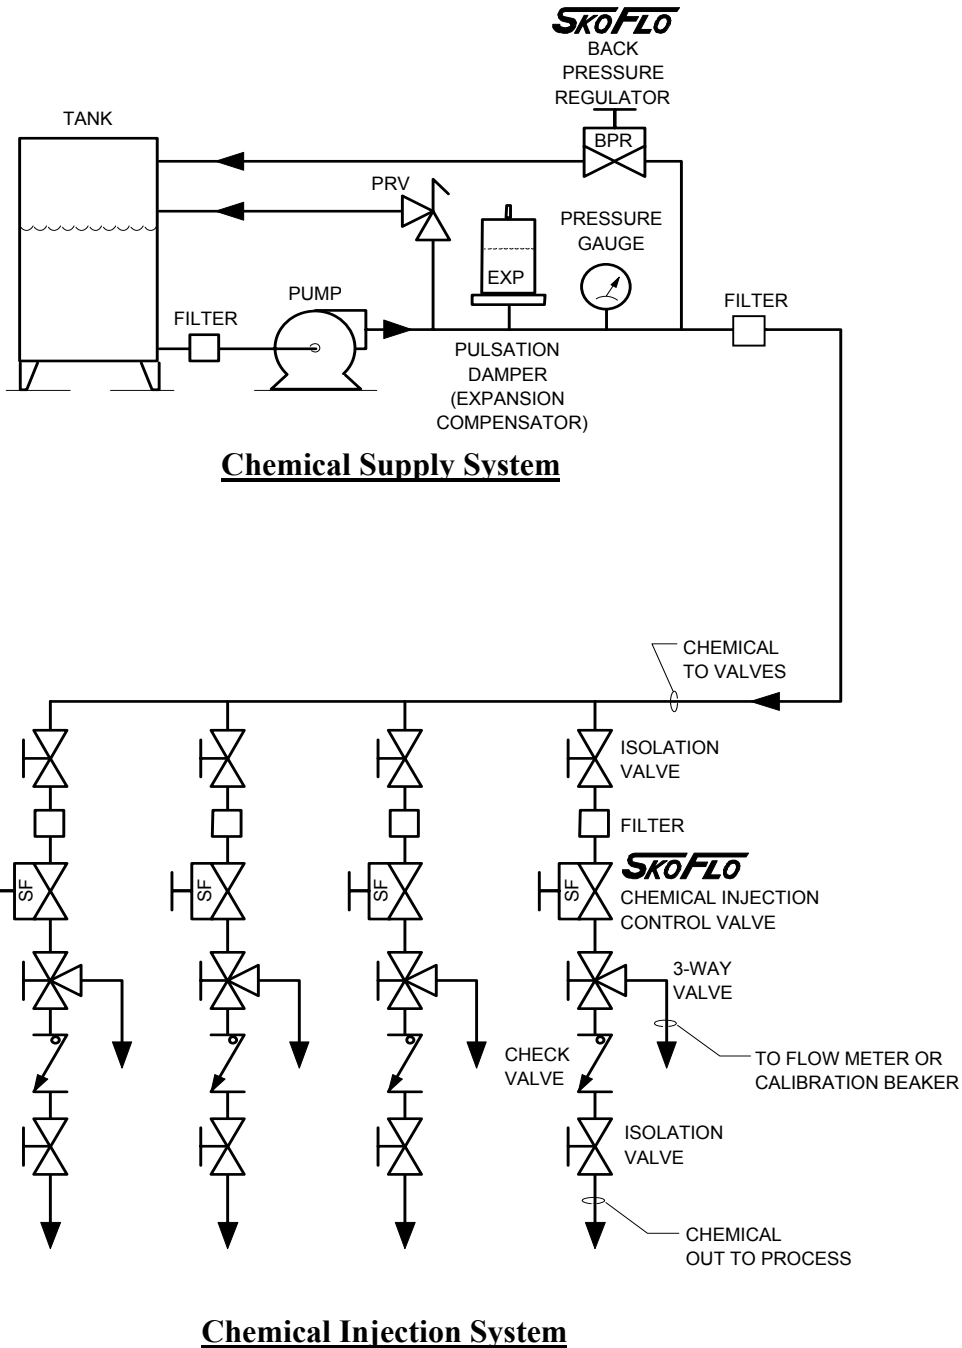 SKOFLO
BACK
PRESSURE
REGULATOR
TANK
BPR
PRV
PRESSURE
GAUGE
EXP
PUMP
FILTER
FILTER
PULSATION
DAMPER
(EXPANSION
COMPENSATOR)
Chemical Supply System
CHEMICAL
TO VALVES
ISOLATION
VALVE
FILTER
SKOFLO
SF
SF
SF
SF
CHEMICAL INJECTION
CONTROL VALVE
3-WAY
VALVE
CHECK
VALVE
TO FLOW METER OR
CALIBRATION BEAKER
ISOLATION
VALVE
CHEMICAL
OUT TO PROCESS
Chemical Injection System